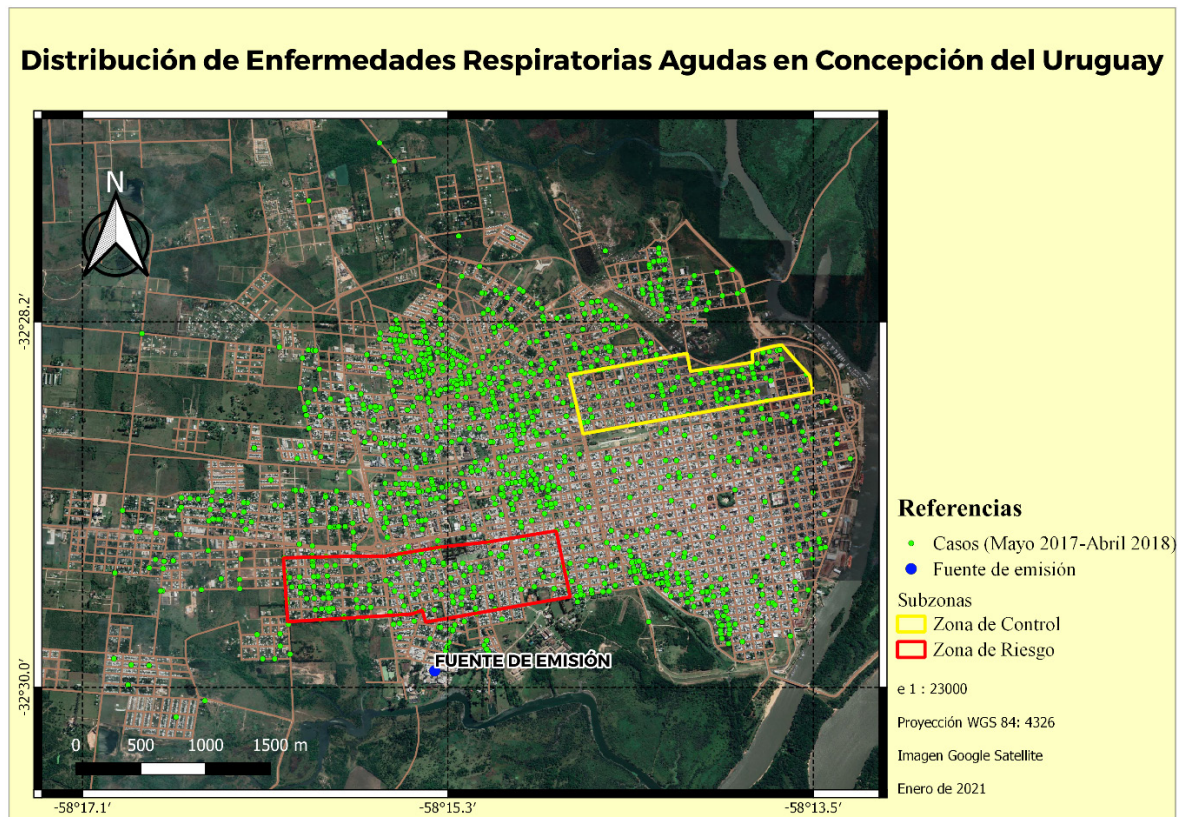 Distribución de Enfermedades Respiratorias Agudas en Concepción del Uruguay
N
-32°28.2'
-32°30.0'
FUENTE DE EMISIÓN
0 500 1000 1500 m
-58°17.1' -58°15.3' -58°13.5'
Referencias
Casos (Mayo 2017-Abril 2018)
Fuente de emisión
Subzonas
Zona de Control
Zona de Riesgo
e 1 : 23000
Proyección WGS 84: 4326
Imagen Google Satellite
Enero de 2021